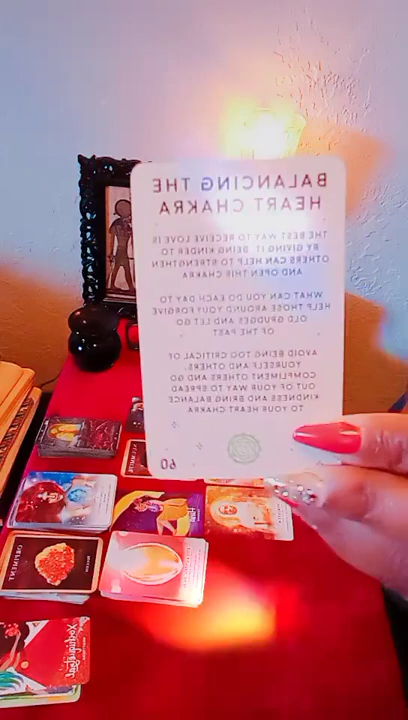 BALANCING THE
HEART CHAKRA
THE BEST WAY TO RECEIVE LOVE IS
BY GIVING IT. BEING KINDER TO
OTHERS CAN HELP TO STRENGTHEN
AND OPEN THIS CHAKRA
WHAT CAN YOU DO EACH DAY TO
HELP THOSE AROUND YOU? FORGIVE
OLD GRUDGES AND LET GO
OF THE PAST
AVOID BEING TOO CRITICAL OF
YOURSELF AND OTHERS.
COMPLIMENT OTHERS AND GO
OUT OF YOUR WAY TO SPREAD
KINDNESS AND BRING BALANCE
TO YOUR HEART CHAKRA
60
ORPIMENT